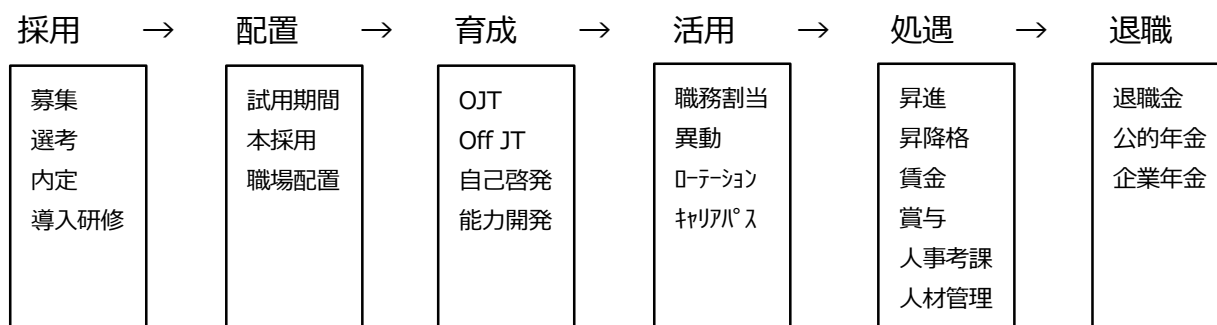 採用 → 配置 → 育成 → 活用 → 処遇 → 退職
募集
選考
内定
導入研修
試用期間
本採用
職場配置
OJT
Off JT
自己啓発
能力開発
職務割当
異動
ﾛｰﾃｰｼｮﾝ
ｷｬﾘｱﾊﾟｽ
昇進
昇降格
賃金
賞与
人事考課
人材管理
退職金
公的年金
企業年金